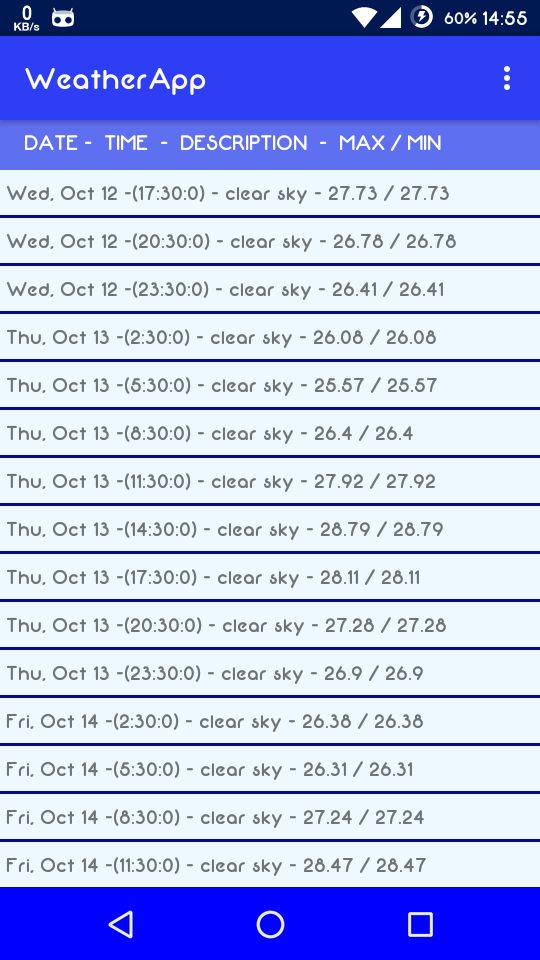 0
KB/s
60% 14:55
WeatherApp
DATE - TIME - DESCRIPTION - MAX / MIN
Wed, Oct 12 -(17:30:0) - clear sky - 27.73 / 27.73
Wed, Oct 12 -(20:30:0) - clear sky - 26.78 / 26.78
Wed, Oct 12 -(23:30:0) - clear sky - 26.41 / 26.41
Thu, Oct 13 -(2:30:0) - clear sky - 26.08 / 26.08
Thu, Oct 13 -(5:30:0) - clear sky - 25.57 / 25.57
Thu, Oct 13 -(8:30:0) - clear sky - 26.4 / 26.4
Thu, Oct 13 -(11:30:0) - clear sky - 27.92 / 27.92
Thu, Oct 13 -(14:30:0) - clear sky - 28.79 / 28.79
Thu, Oct 13 -(17:30:0) - clear sky - 28.11 / 28.11
Thu, Oct 13 -(20:30:0) - clear sky - 27.28 / 27.28
Thu, Oct 13 -(23:30:0) - clear sky - 26.9 / 26.9
Fri, Oct 14 -(2:30:0) - clear sky - 26.38 / 26.38
Fri, Oct 14 -(5:30:0) - clear sky - 26.31 / 26.31
Fri, Oct 14 -(8:30:0) - clear sky - 27.24 / 27.24
Fri, Oct 14 -(11:30:0) - clear sky - 28.47 / 28.47